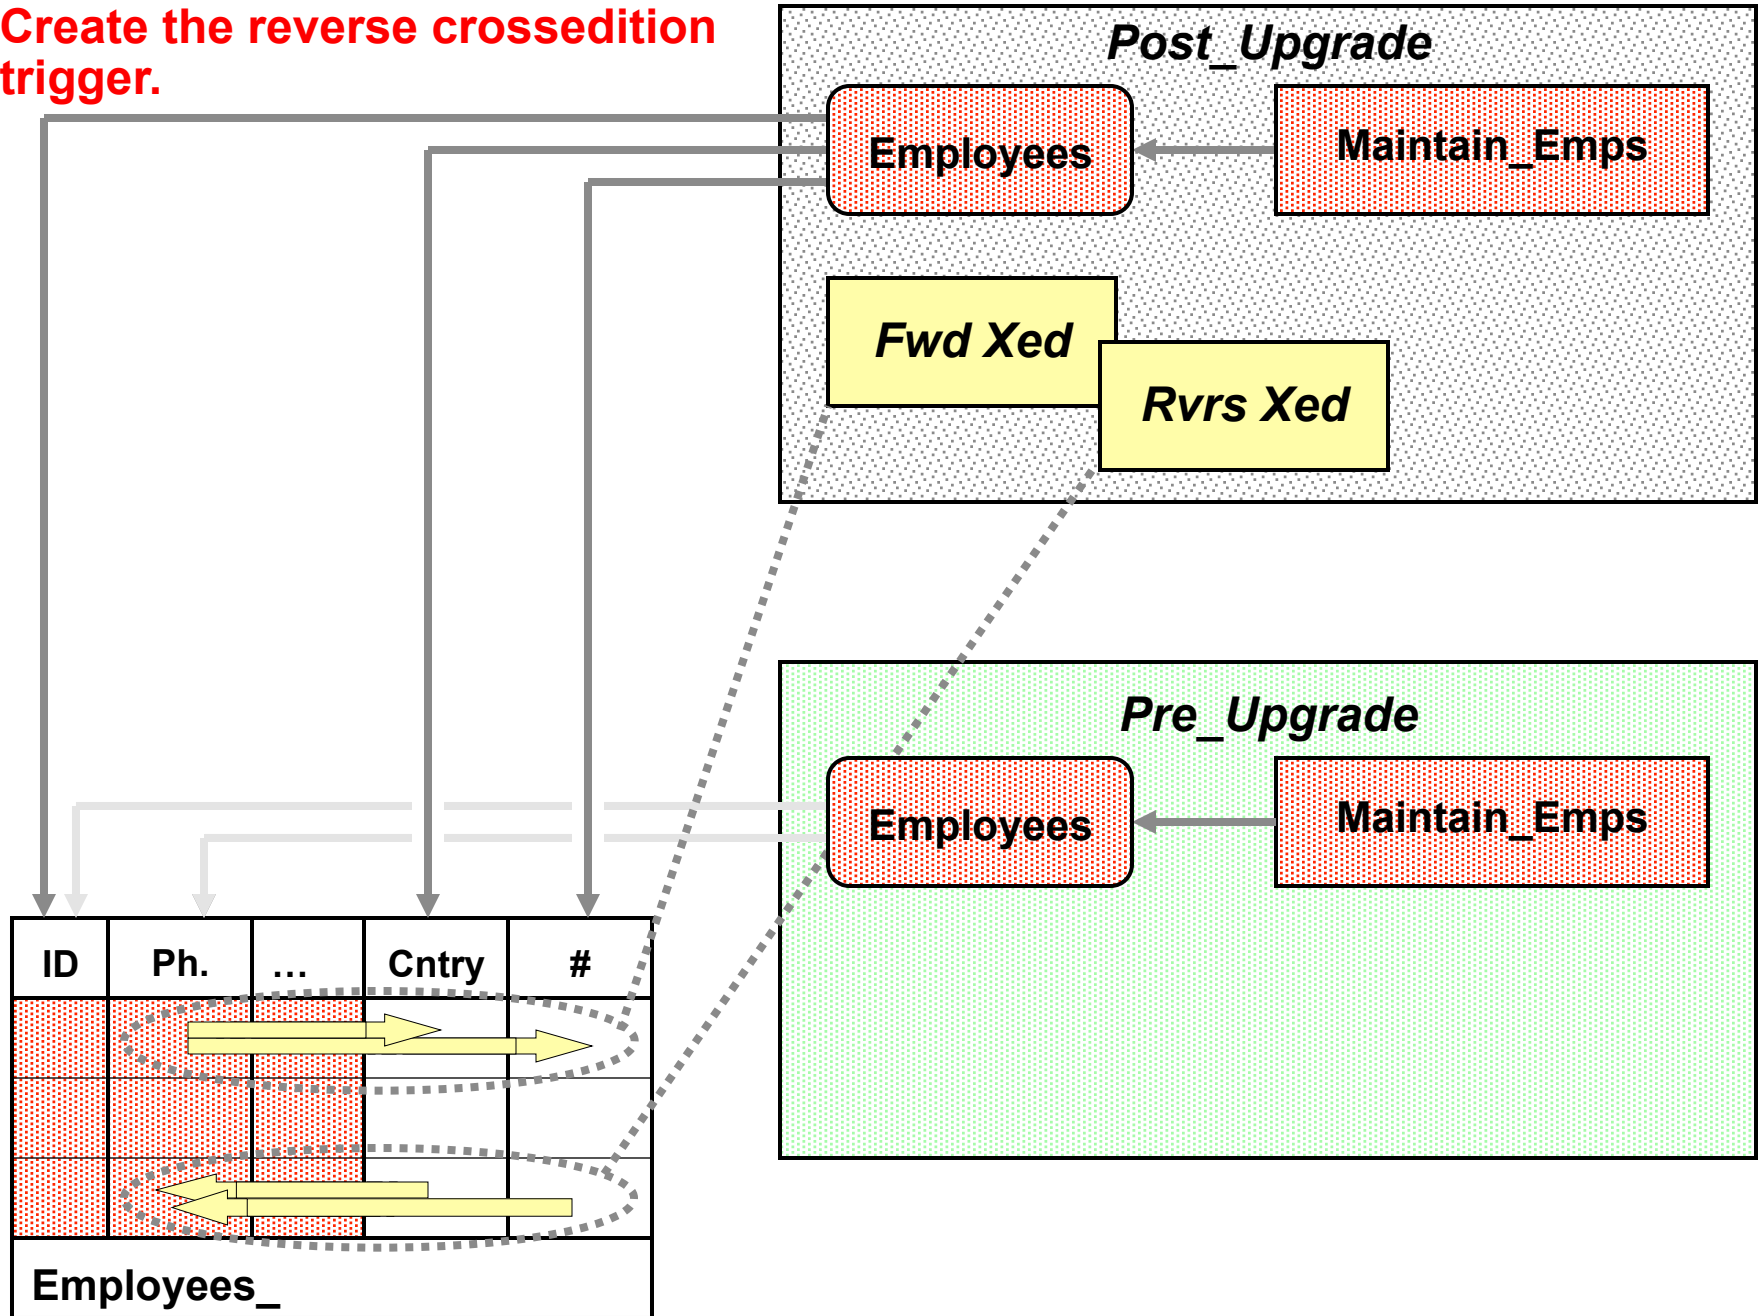 Create the reverse crossedition
trigger.
Post_Upgrade
Employees
Maintain_Emps
Fwd Xed
Rvrs Xed
Pre_Upgrade
Employees
Maintain_Emps
ID Ph. … Cntry #
Employees_